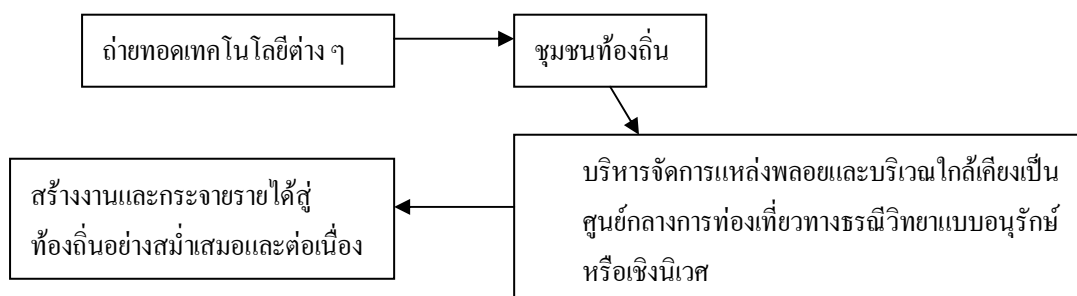 ถ่ายทอดเทคโนโลยีต่าง ๆ
ชุมชนท้องถิ่น
บริหารจัดการแหล่งพลอยและบริเวณใกล้เคียงเป็น
ศูนย์กลางการท่องเที่ยวทางธรณีวิทยาแบบอนุรักษ์
หรือเชิงนิเวศ
สร้างงานและกระจายรายได้สู่
ท้องถิ่นอย่างสม่ำเสมอและต่อเนื่อง